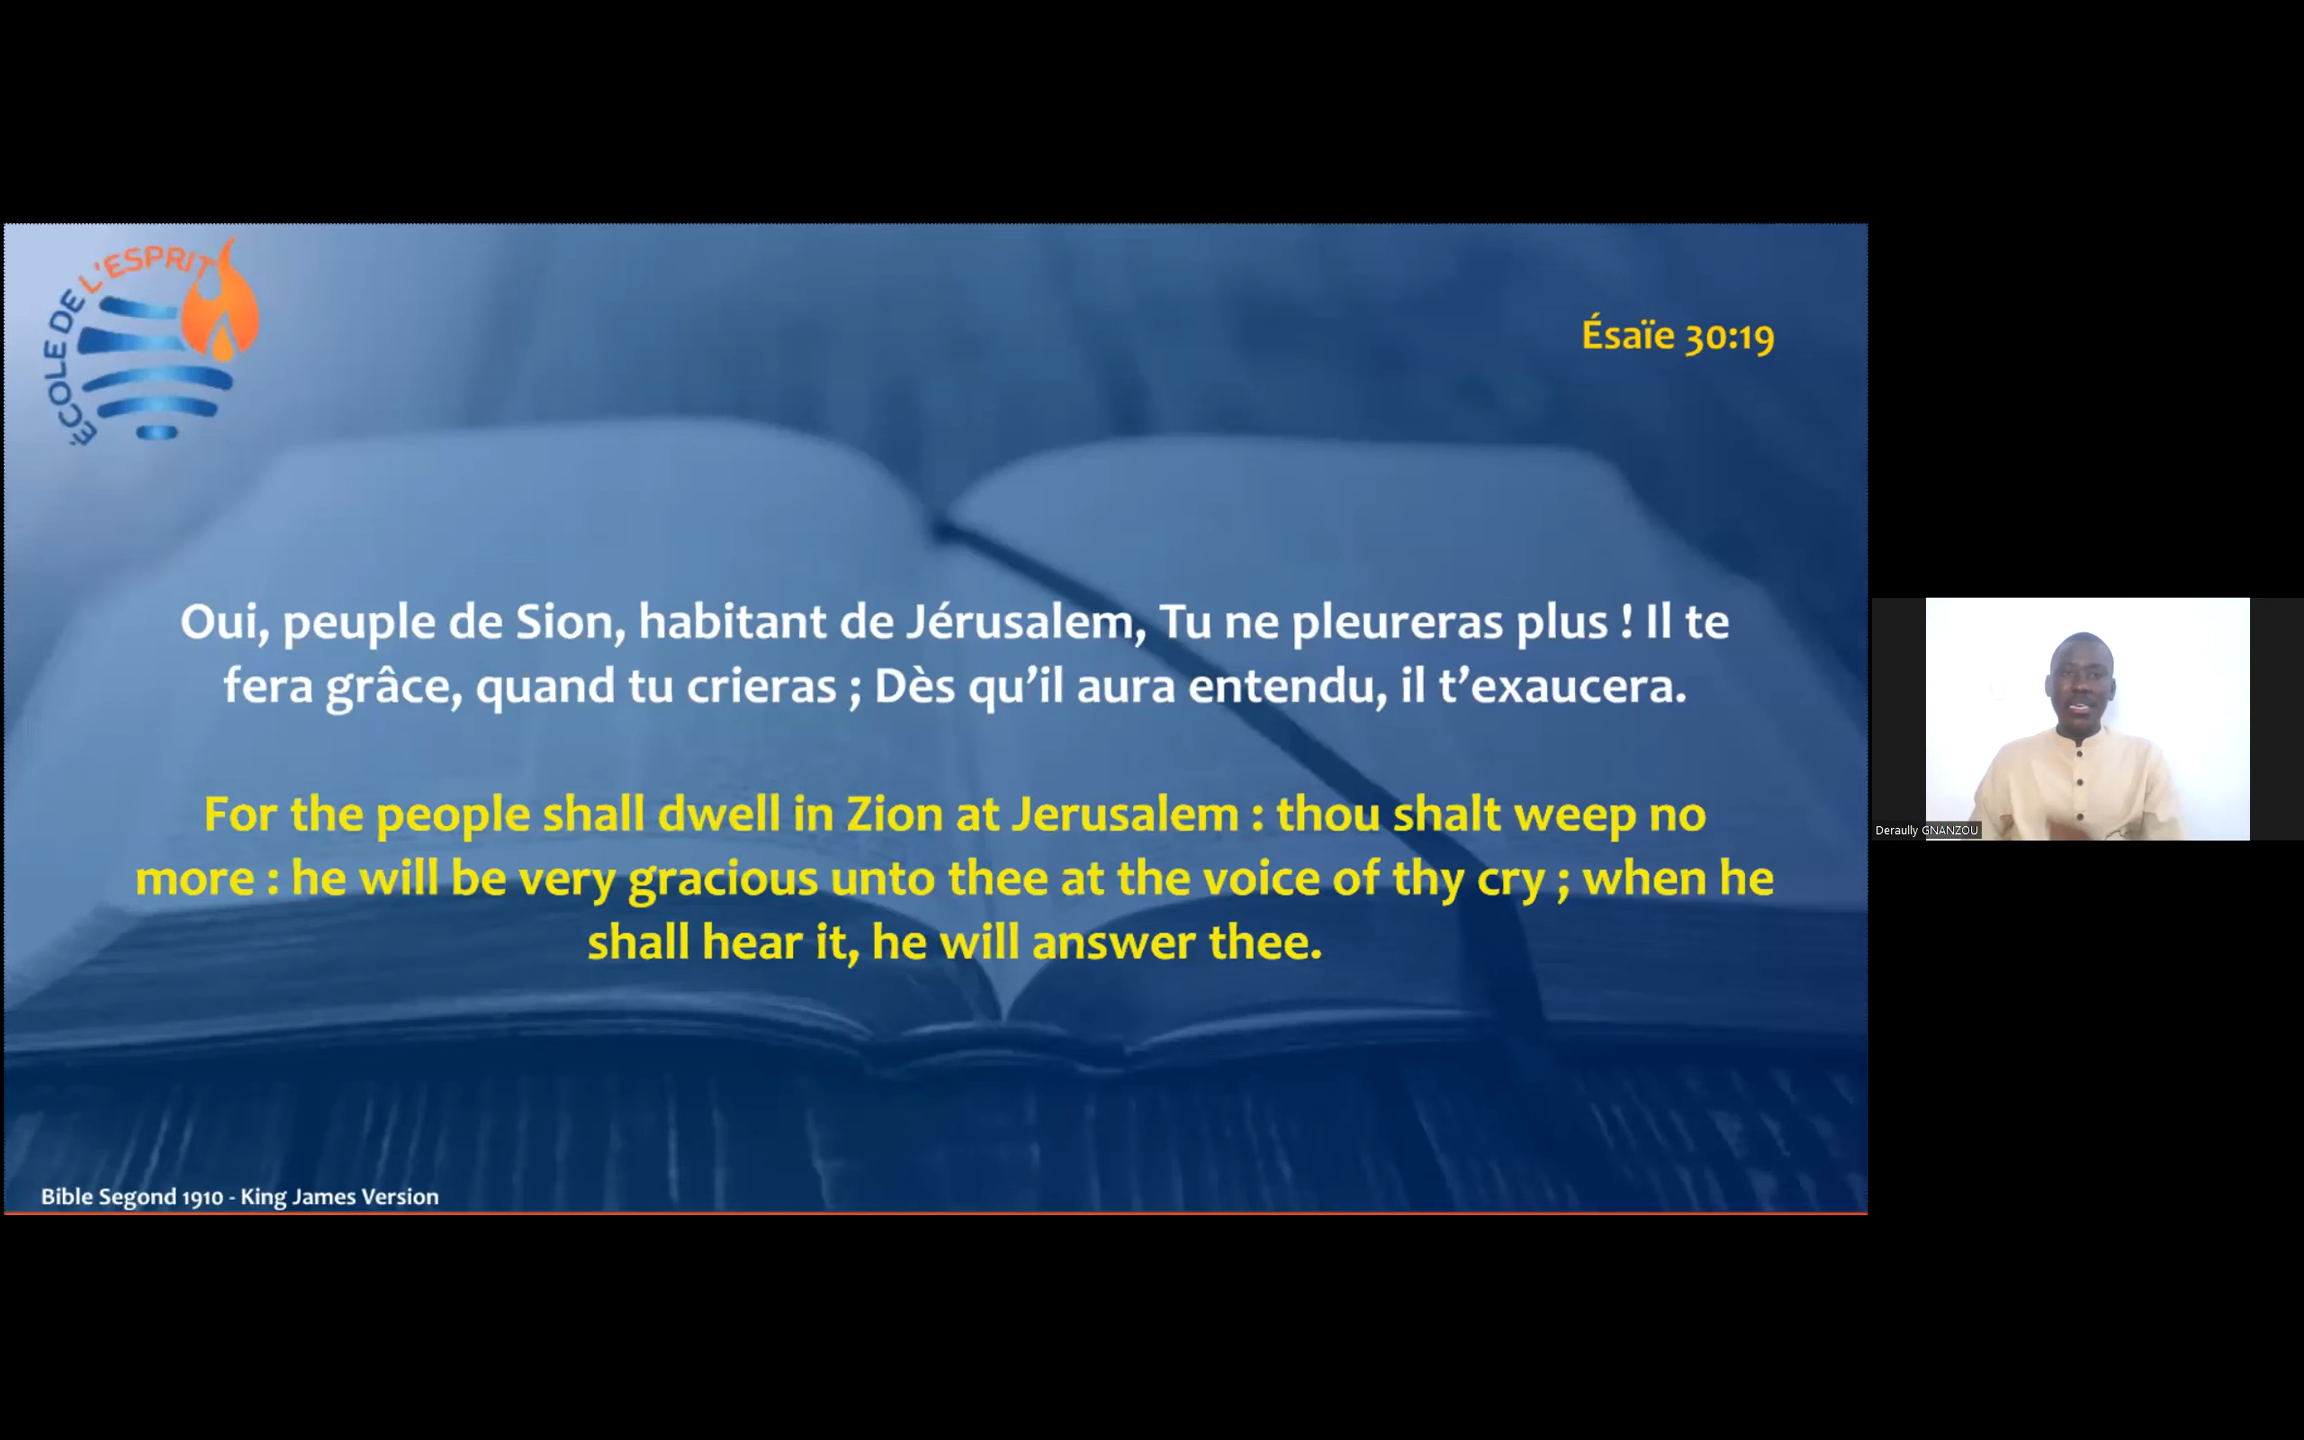 ÉCOLE DE L'ESPRIT
Ésaïe 30:19
Oui, peuple de Sion, habitant de Jérusalem, Tu ne pleureras plus ! Il te
fera grâce, quand tu crieras ; Dès qu’il aura entendu, il t’exaucera.
For the people shall dwell in Zion at Jerusalem : thou shalt weep no
more : he will be very gracious unto thee at the voice of thy cry ; when he
shall hear it, he will answer thee.
Deraully GNANZOU
Bible Segond 1910 - King James Version